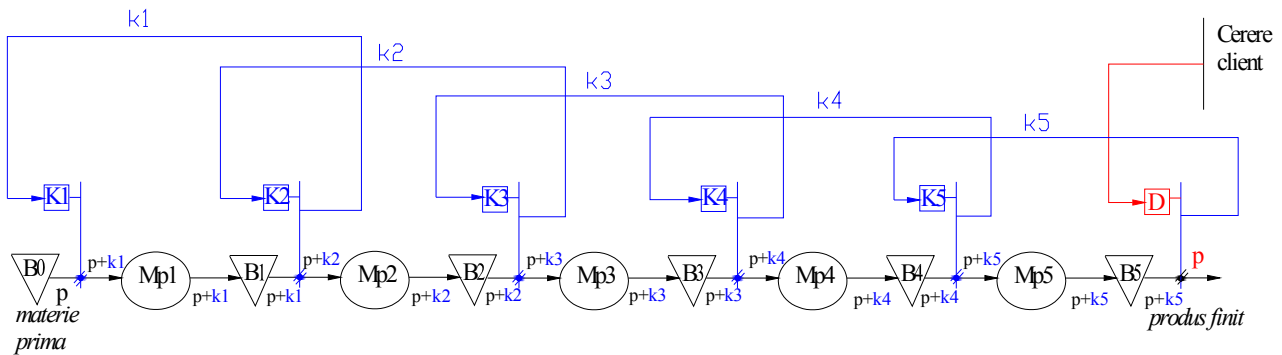 k1
k2
k3
k4
k5
Cerere
client
K1
K2
K3
K4
K5
D
B0
p
p+k1
Mp1
p+k1
B1
p+k1
p+k2
Mp2
p+k2
B2
p+k2
p+k3
Mp3
p+k3
B3
p+k3
p+k4
Mp4
p+k4
B4
p+k4
p+k5
Mp5
p+k5
B5
p+k5
p
materie
prima
produs finit